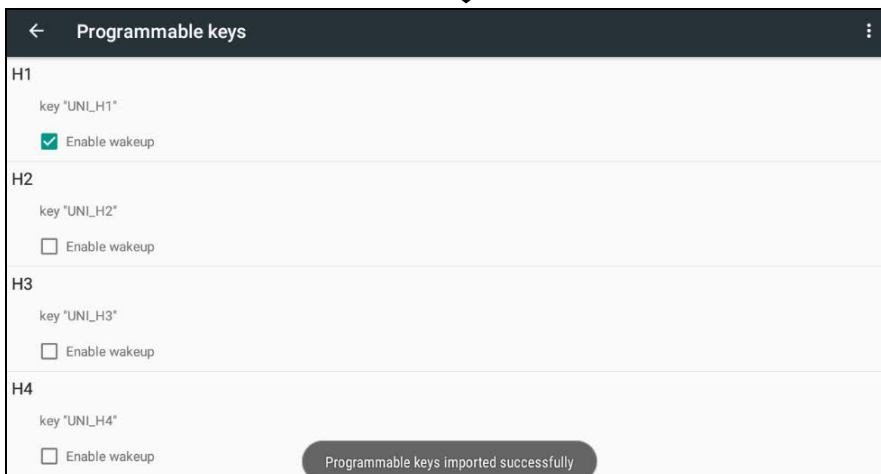 Programmable keys
H1
key "UNI_H1"
Enable wakeup
H2
key "UNI_H2"
Enable wakeup
H3
key "UNI_H3"
Enable wakeup
H4
key "UNI_H4"
Enable wakeup
Programmable keys imported successfully